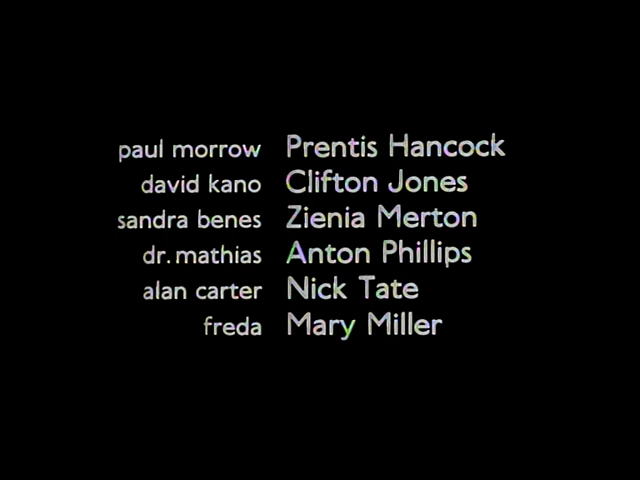 paul morrow Prentis Hancock
david kano Clifton Jones
sandra benes Zienia Merton
dr. mathias Anton Phillips
alan carter Nick Tate
freda Mary Miller